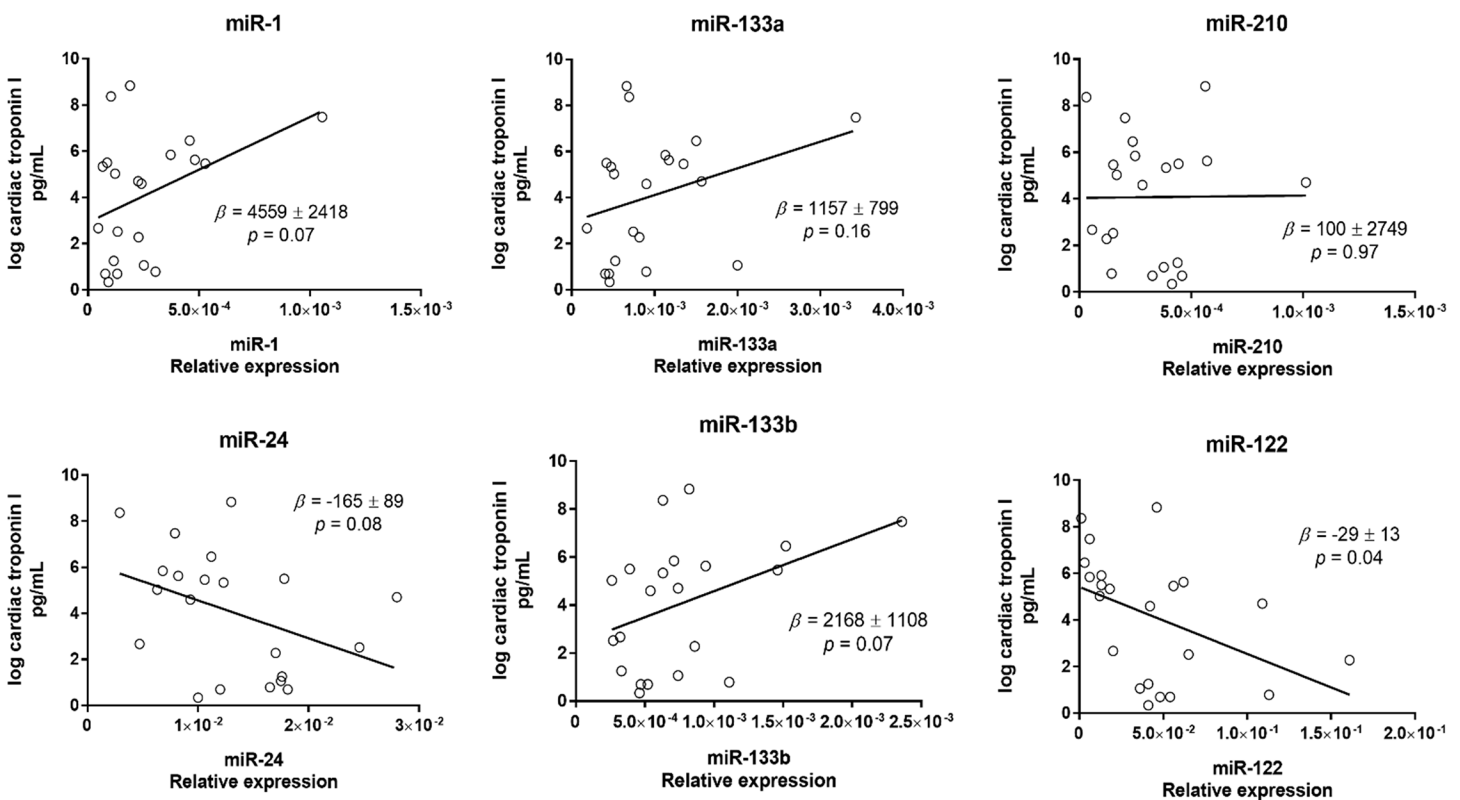 miR-1
log cardiac troponin I
pg/mL
10
8
6
4
2
0
β = 4559 ± 2418
p = 0.07
0 5.0×10⁻⁴ 1.0×10⁻³ 1.5×10⁻³
miR-1
Relative expression
miR-133a
log cardiac troponin I
pg/mL
10
8
6
4
2
0
β = 1157 ± 799
p = 0.16
0 1.0×10⁻³ 2.0×10⁻³ 3.0×10⁻³ 4.0×10⁻³
miR-133a
Relative expression
miR-210
log cardiac troponin I
pg/mL
10
8
6
4
2
0
β = 100 ± 2749
p = 0.97
0 5.0×10⁻⁴ 1.0×10⁻³ 1.5×10⁻³
miR-210
Relative expression
miR-24
log cardiac troponin I
pg/mL
10
8
6
4
2
0
β = -165 ± 89
p = 0.08
0 1×10⁻² 2×10⁻² 3×10⁻²
miR-24
Relative expression
miR-133b
log cardiac troponin I
pg/mL
10
8
6
4
2
0
β = 2168 ± 1108
p = 0.07
0 5.0×10⁻⁴ 1.0×10⁻³ 1.5×10⁻³ 2.0×10⁻³ 2.5×10⁻³
miR-133b
Relative expression
miR-122
log cardiac troponin I
pg/mL
10
8
6
4
2
0
β = -29 ± 13
p = 0.04
0 5.0×10⁻² 1.0×10⁻¹ 1.5×10⁻¹ 2.0×10⁻¹
miR-122
Relative expression